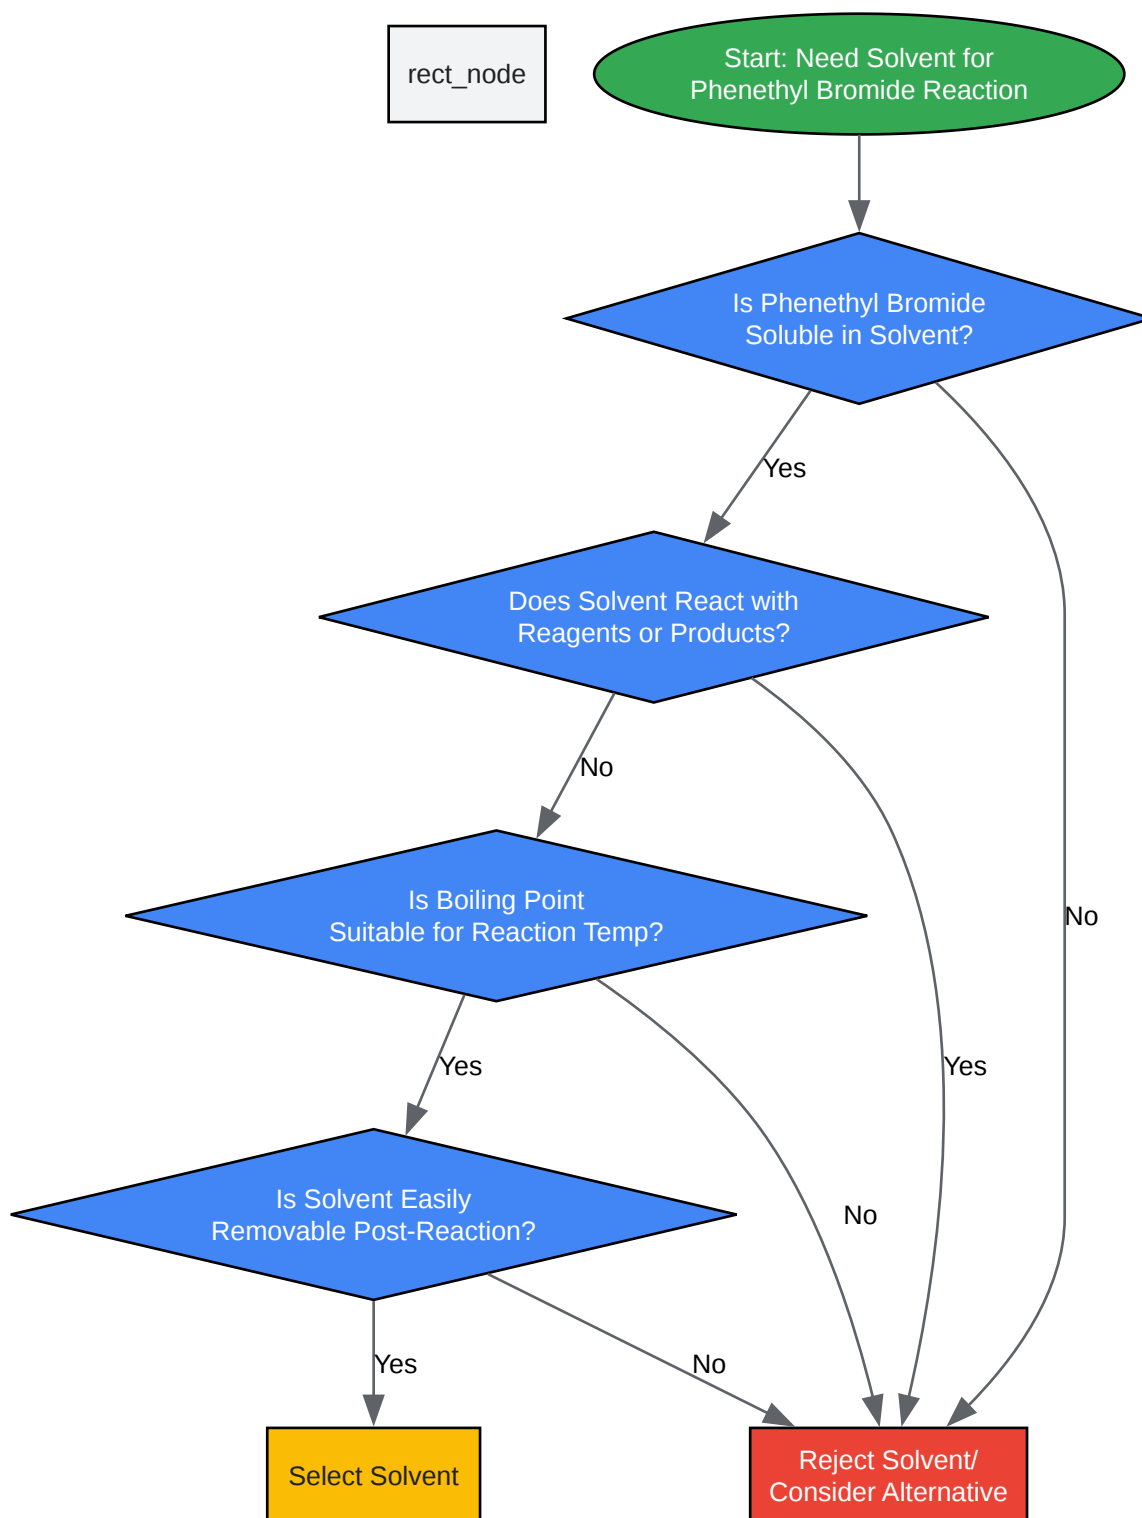 rect_node
Start: Need Solvent for
Phenethyl Bromide Reaction
Is Phenethyl Bromide
Soluble in Solvent?
Yes
Does Solvent React with
Reagents or Products?
No
Is Boiling Point
Suitable for Reaction Temp?
No
Yes
Yes
Is Solvent Easily
Removable Post-Reaction?
No
Yes
No
Select Solvent
Reject Solvent/
Consider Alternative